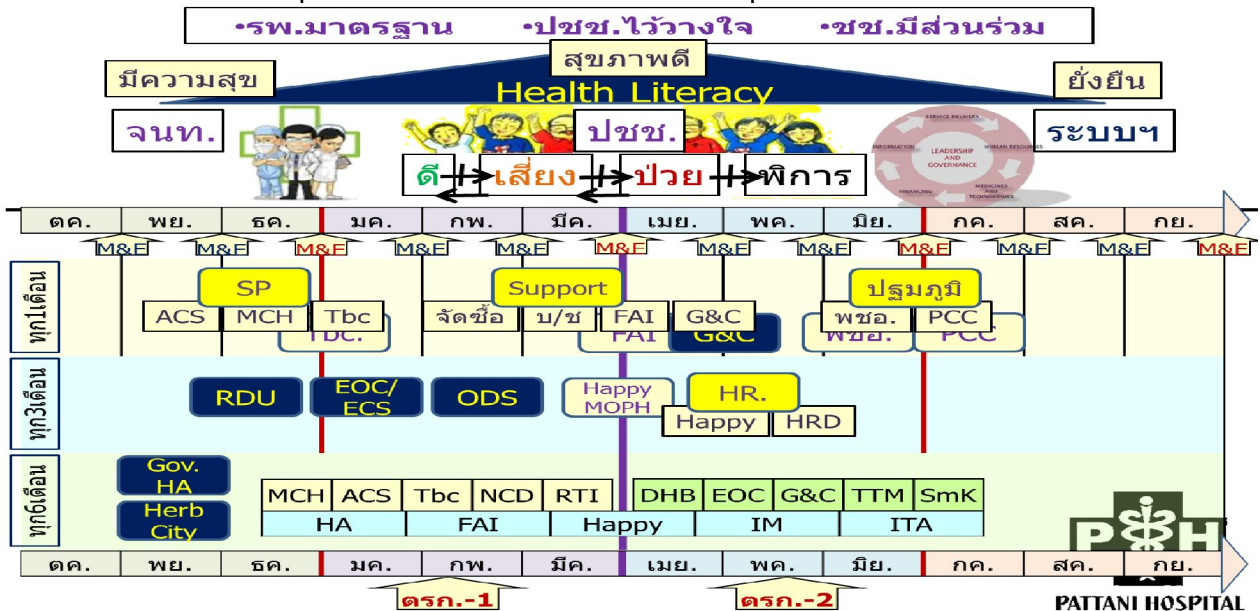 •รพ.มาตรฐาน •ปชช.ไว้วางใจ •ชช.มีส่วนร่วม
สุขภาพดี
มีความสุข
ยั่งยืน
Health Literacy
จนท.
ปชช.
ระบบฯ
SERVICE DELIVERY
INFORMATION
HUMAN RESOURCES
LEADERSHIP
AND
GOVERNANCE
FINANCING
MEDICINES
AND
TECHNOLOGIES
ดี เสี่ยง ป่วย พิการ
ตค. พย. ธค. มค. กพ. มีค. เมย. พค. มิย. กค. สค. กย.
M&E M&E M&E M&E M&E M&E M&E M&E M&E M&E M&E M&E
ทุก1เดือน
SP Support ปฐมภูมิ
ACS MCH Tbc จัดซื้อ บ/ช FAI G&C พชอ. PCC
Tbc. FAI G&C พชอ. PCC
ทุก3เดือน
RDU
EOC/
ECS
ODS
Happy
MOPH
HR.
Happy HRD
ทุก6เดือน
Gov.
HA
Herb
City
MCH ACS Tbc NCD RTI DHB EOC G&C TTM SmK
HA FAI Happy IM ITA
P H
ตค. พย. ธค. มค. กพ. มีค. เมย. พค. มิย. กค. สค. กย.
ตรก.-1 ตรก.-2
PATTANI HOSPITAL